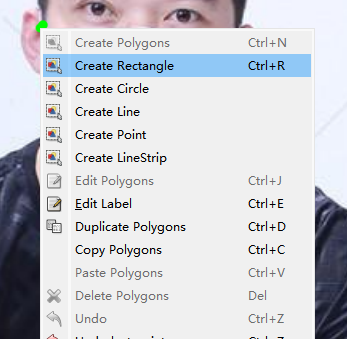 Create Polygons Ctrl+N
Create Rectangle Ctrl+R
Create Circle
Create Line
Create Point
Create LineStrip
Edit Polygons Ctrl+J
Edit Label Ctrl+E
Duplicate Polygons Ctrl+D
Copy Polygons Ctrl+C
Paste Polygons Ctrl+V
Delete Polygons Del
Undo Ctrl+Z